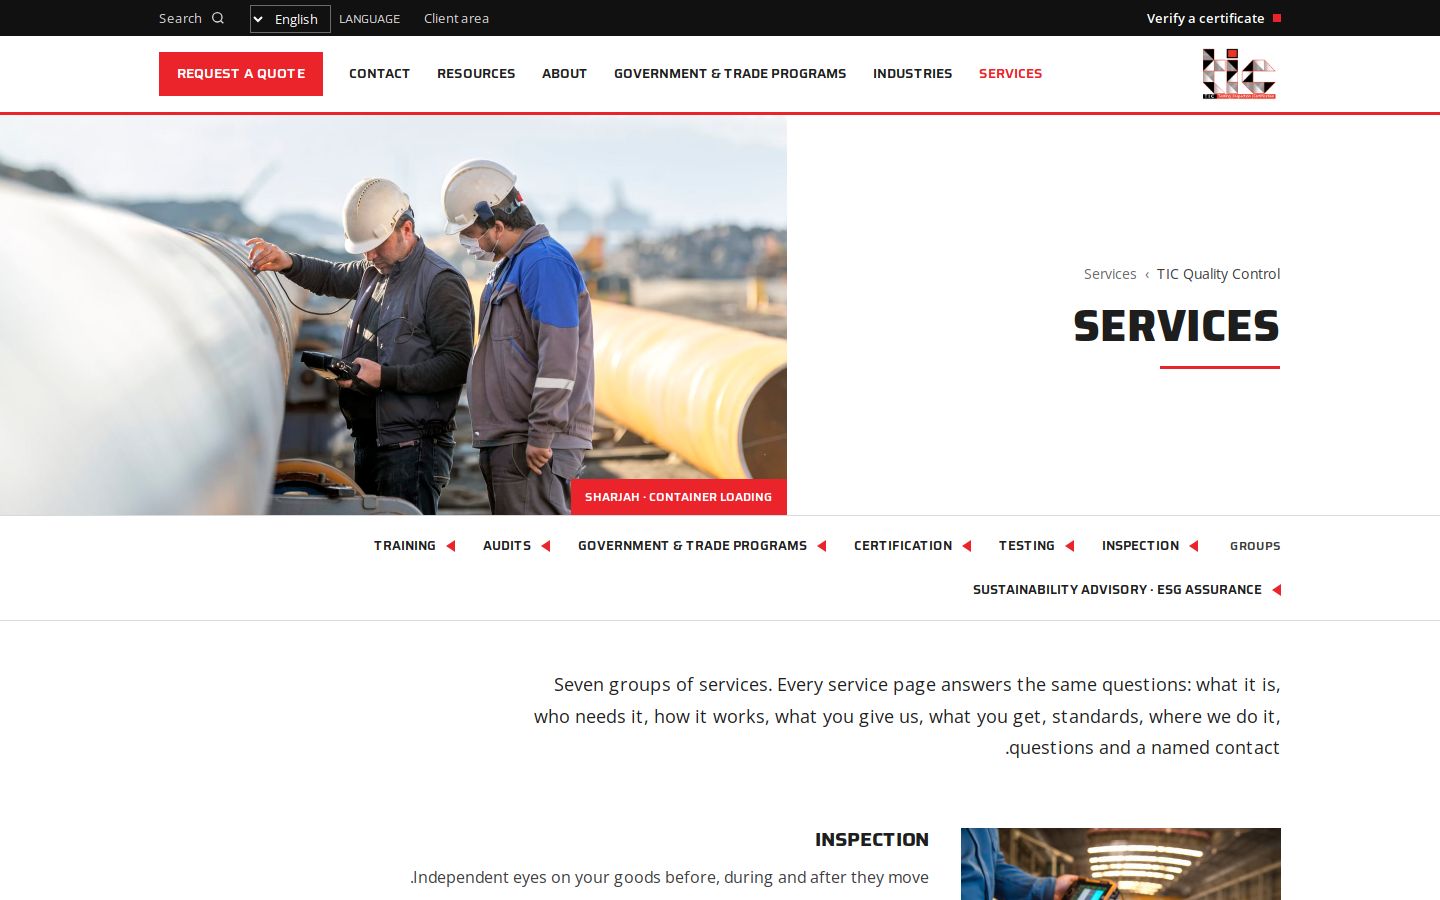 Verify a certificate
Client area
LANGUAGE
English
Search
tic
SERVICES
INDUSTRIES
GOVERNMENT & TRADE PROGRAMS
ABOUT
RESOURCES
CONTACT
REQUEST A QUOTE
TIC Quality Control ‹ Services
SERVICES
SHARJAH · CONTAINER LOADING
GROUPS
INSPECTION
TESTING
CERTIFICATION
GOVERNMENT & TRADE PROGRAMS
AUDITS
TRAINING
SUSTAINABILITY ADVISORY · ESG ASSURANCE
Seven groups of services. Every service page answers the same questions: what it is,
who needs it, how it works, what you give us, what you get, standards, where we do it,
questions and a named contact.
INSPECTION
Independent eyes on your goods before, during and after they move.